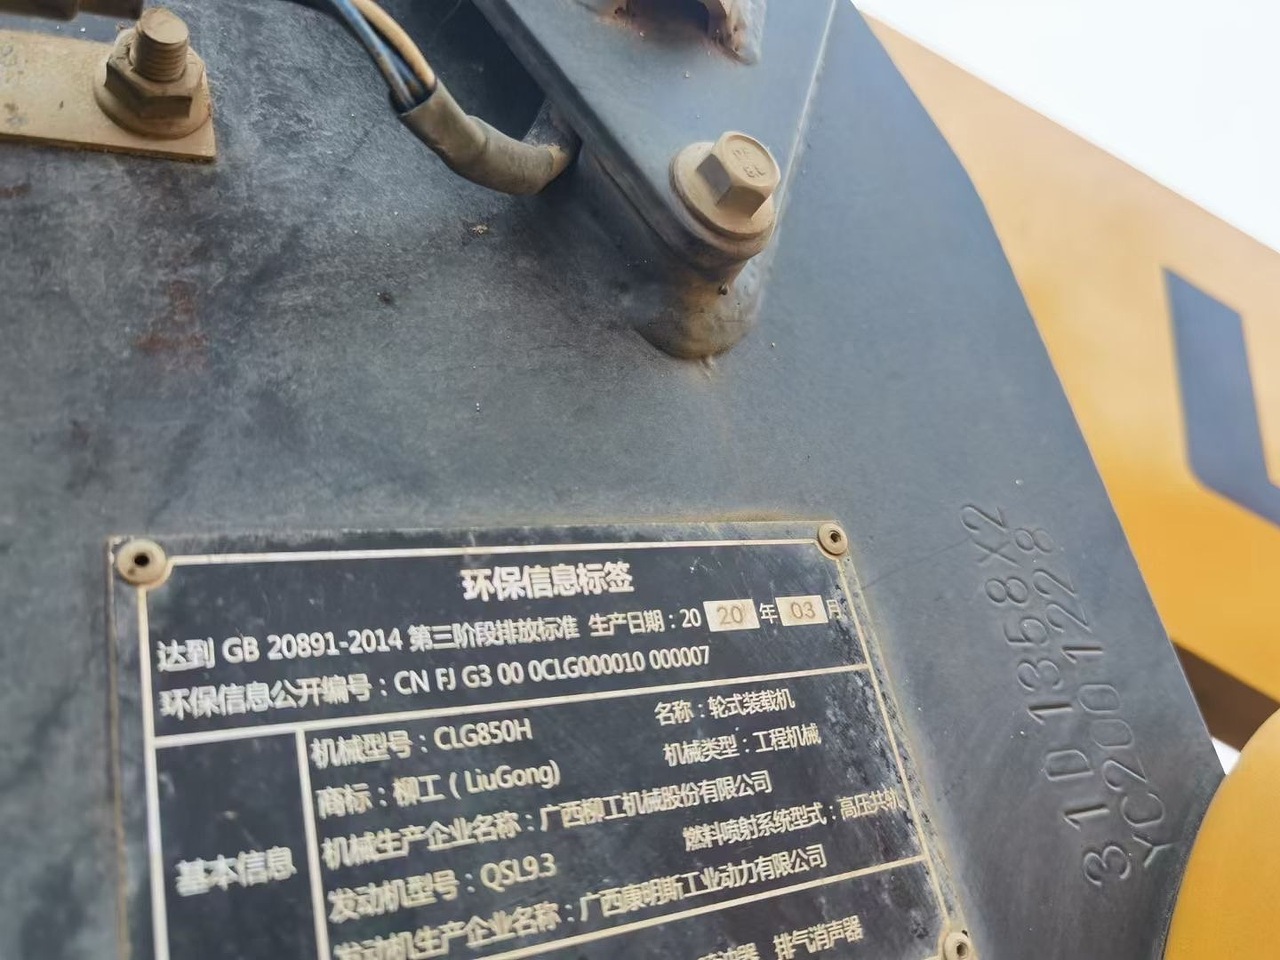 环保信息标签
达到 GB 20891-2014 第三阶段排放标准 生产日期：20 20 年 03 月
环保信息公开编号：CN FJ G3 00 0CLG000010 000007
基本信息
机械型号：CLG850H 名称：轮式装载机
商标：柳工（LiuGong） 机械类型：工程机械
机械生产企业名称：广西柳工机械股份有限公司
发动机型号：QSL9.3 燃料喷射系统型式：高压共轨
发动机生产企业名称：广西康明斯工业动力有限公司
排气消声器
31D1358X2
YC2001228